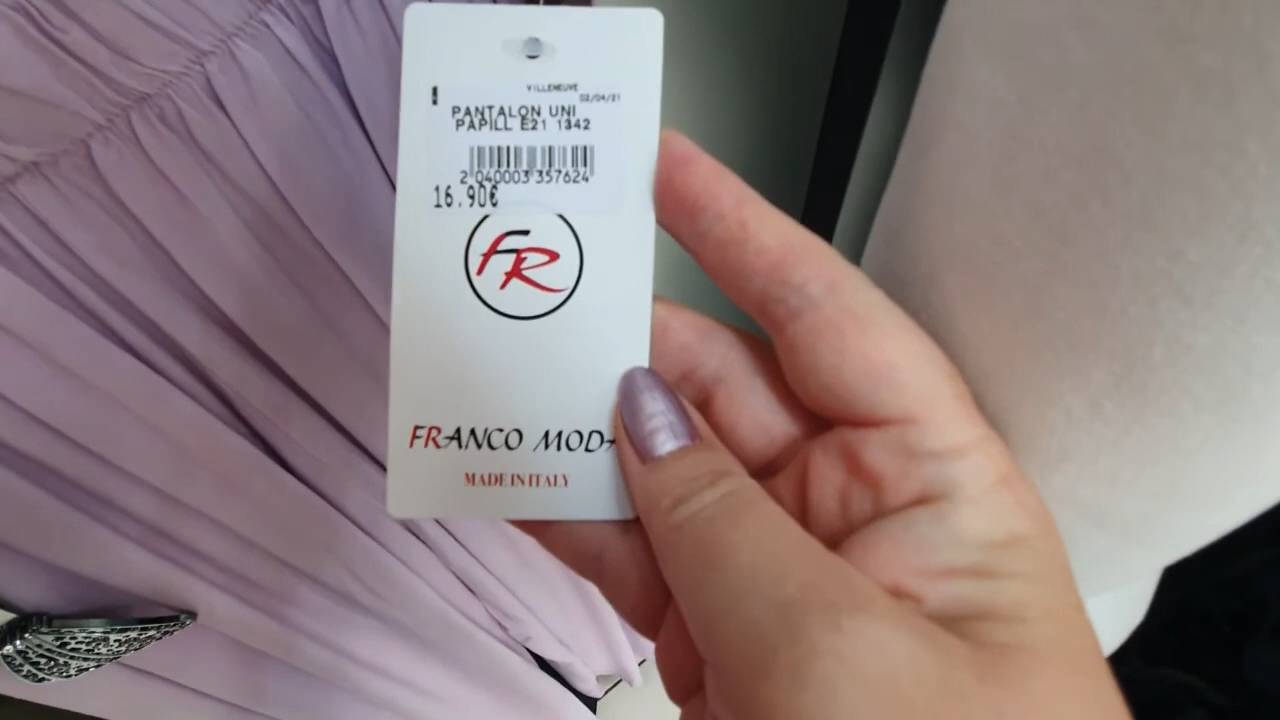 VILLENEUVE
02/04/21
PANTALON UNI
PAPILL E21 1342
2 040003 357624
16.90€
FR
FRANCO MODA
MADE IN ITALY